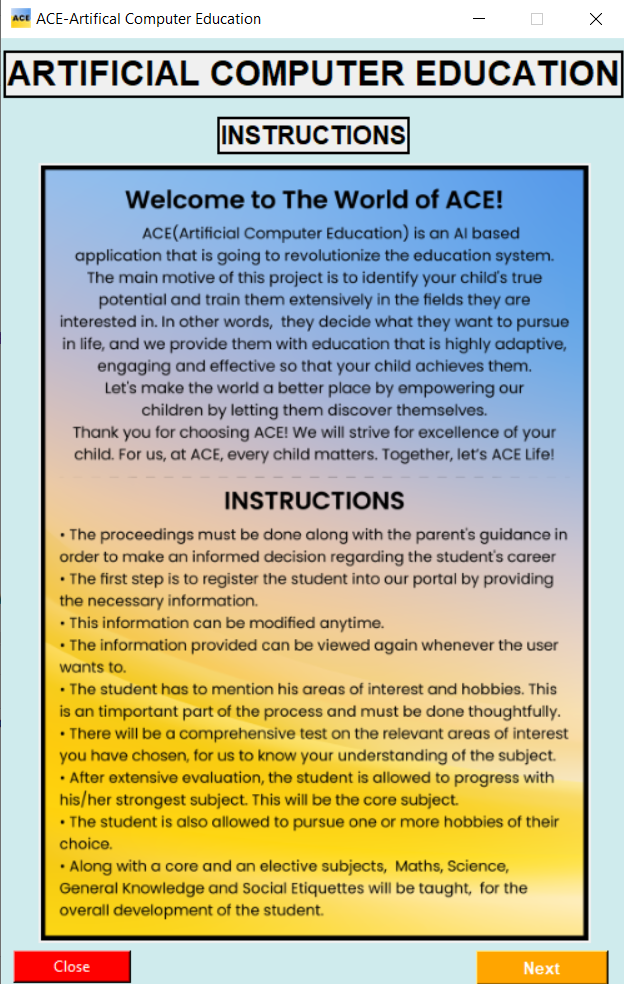 ACE
ACE-Artifical Computer Education
ARTIFICIAL COMPUTER EDUCATION
INSTRUCTIONS
Welcome to The World of ACE!
ACE(Artificial Computer Education) is an AI based
application that is going to revolutionize the education system.
The main motive of this project is to identify your child's true
potential and train them extensively in the fields they are
interested in. In other words,  they decide what they want to pursue
in life, and we provide them with education that is highly adaptive,
engaging and effective so that your child achieves them.
Let's make the world a better place by empowering our
children by letting them discover themselves.
Thank you for choosing ACE! We will strive for excellence of your
child. For us, at ACE, every child matters. Together, let's ACE Life!
INSTRUCTIONS
• The proceedings must be done along with the parent's guidance in
order to make an informed decision regarding the student's career
• The first step is to register the student into our portal by providing
the necessary information.
• This information can be modified anytime.
• The information provided can be viewed again whenever the user
wants to.
• The student has to mention his areas of interest and hobbies. This
is an timportant part of the process and must be done thoughtfully.
• There will be a comprehensive test on the relevant areas of interest
you have chosen, for us to know your understanding of the subject.
• After extensive evaluation, the student is allowed to progress with
his/her strongest subject. This will be the core subject.
• The student is also allowed to pursue one or more hobbies of their
choice.
• Along with a core and an elective subjects,  Maths, Science,
General Knowledge and Social Etiquettes will be taught,  for the
overall development of the student.
Close
Next